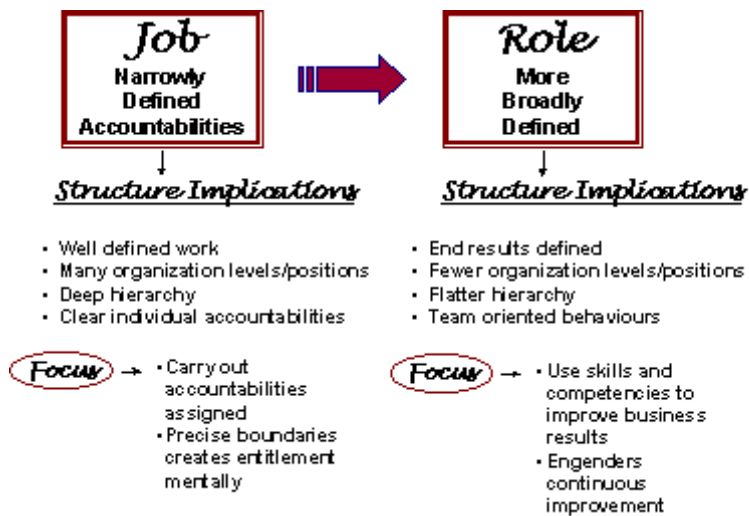 Job
Narrowly
Defined
Accountabilities
Structure Implications
• Well defined work
• Many organization levels/positions
• Deep hierarchy
• Clear individual accountabilities
Focus
• Carry out
accountabilities
assigned
• Precise boundaries
creates entitlement
mentally
Role
More
Broadly
Defined
Structure Implications
• End results defined
• Fewer organization levels/positions
• Flatter hierarchy
• Team oriented behaviours
Focus
• Use skills and
competencies to
improve business
results
• Engenders
continuous
improvement